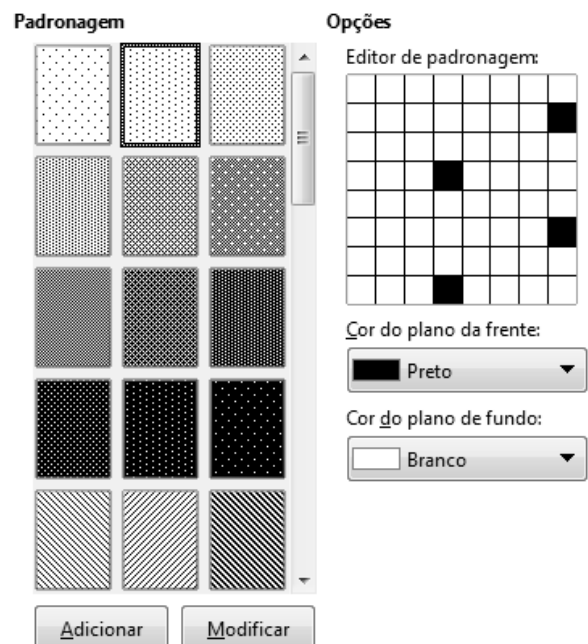 Padronagem
Opções
Editor de padronagem:
Cor do plano da frente:
Preto
Cor do plano de fundo:
Branco
Adicionar
Modificar